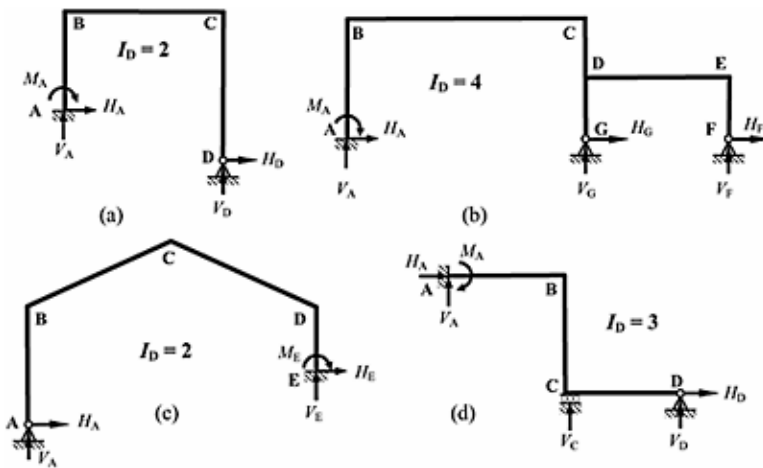 B C
I_D = 2
M_A
A H_A
V_A
D H_D
V_D
(a)
B C
D E
I_D = 4
M_A
A H_A
V_A
G H_G
V_G
F H_F
V_F
(b)
C
B D
I_D = 2
M_E
E H_E
V_E
A H_A
V_A
(c)
H_A M_A
A B
V_A
I_D = 3
C D H_D
V_C V_D
(d)